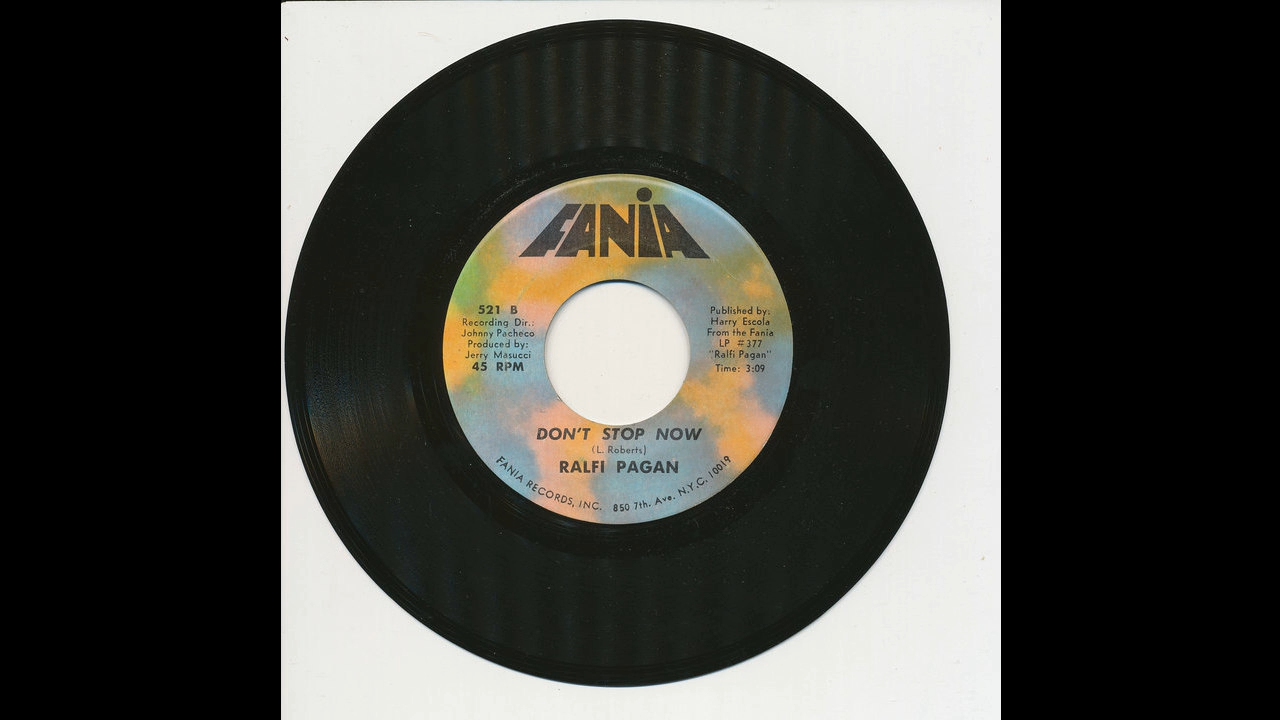 FANiA
521 B
Recording Dir.:
Johnny Pacheco
Produced by:
Jerry Masucci
45 RPM
Published by:
Harry Escola
From the Fania
LP #377
"Ralfi Pagan"
Time: 3:09
DON'T STOP NOW
(L. Roberts)
RALFI PAGAN
FANIA RECORDS, INC. 850 7th. Ave. N.Y.C. 10019